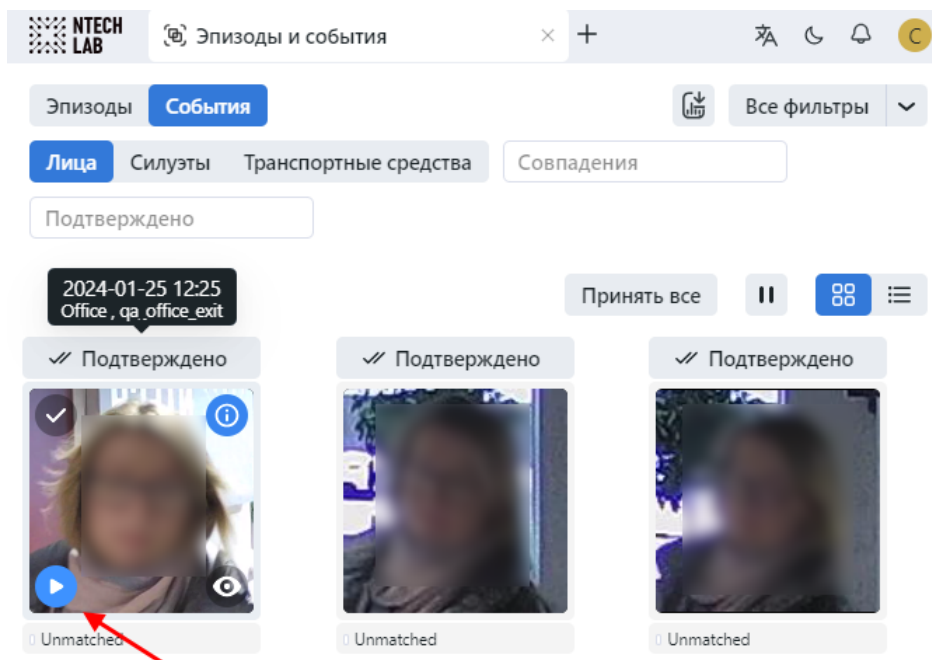 NTECH
LAB
Эпизоды и события
C
Эпизоды События
Все фильтры
Лица Силуэты Транспортные средства Совпадения
Подтверждено
2024-01-25 12:25
Office , qa_office_exit
Принять все
Подтверждено Подтверждено Подтверждено
Unmatched Unmatched Unmatched